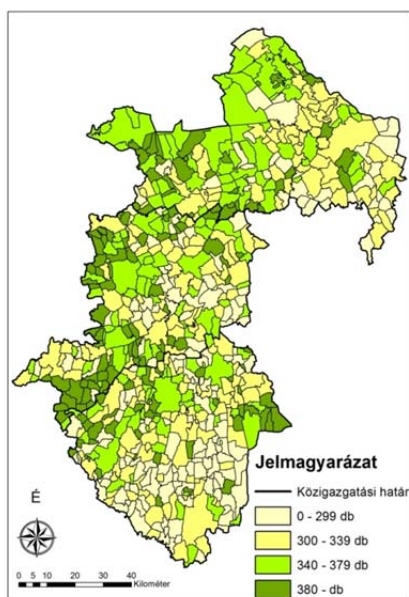 Jelmagyarázat
Közigazgatási határ
0 - 299 db
300 - 339 db
340 - 379 db
380 - db
É
0 5 10 20 30 40
Kilométer